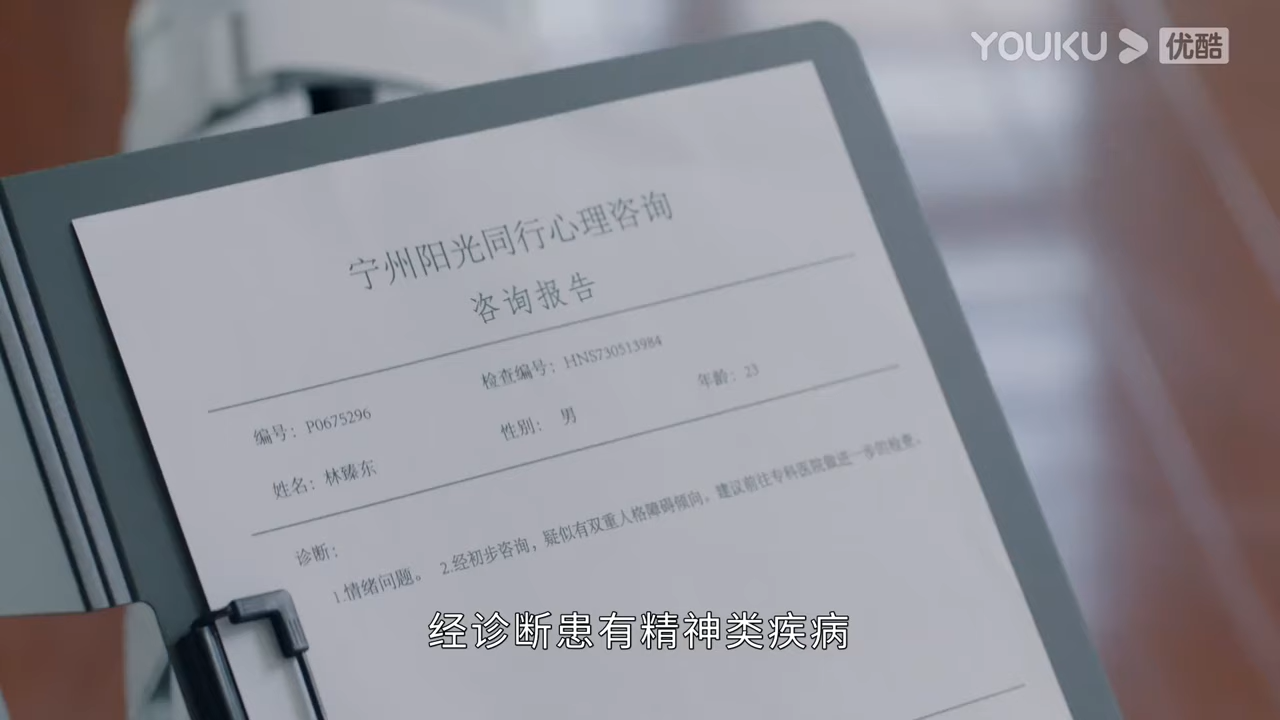 YOUKU 优酷
宁州阳光同行心理咨询
咨询报告
检查编号：HNS730513984
编号：P0675296
性别： 男
年龄：23
姓名：林臻东
诊断：
1.情绪问题。 2.经初步咨询，疑似有双重人格障碍倾向，建议前往专科医院做进一步的检查。
经诊断患有精神类疾病